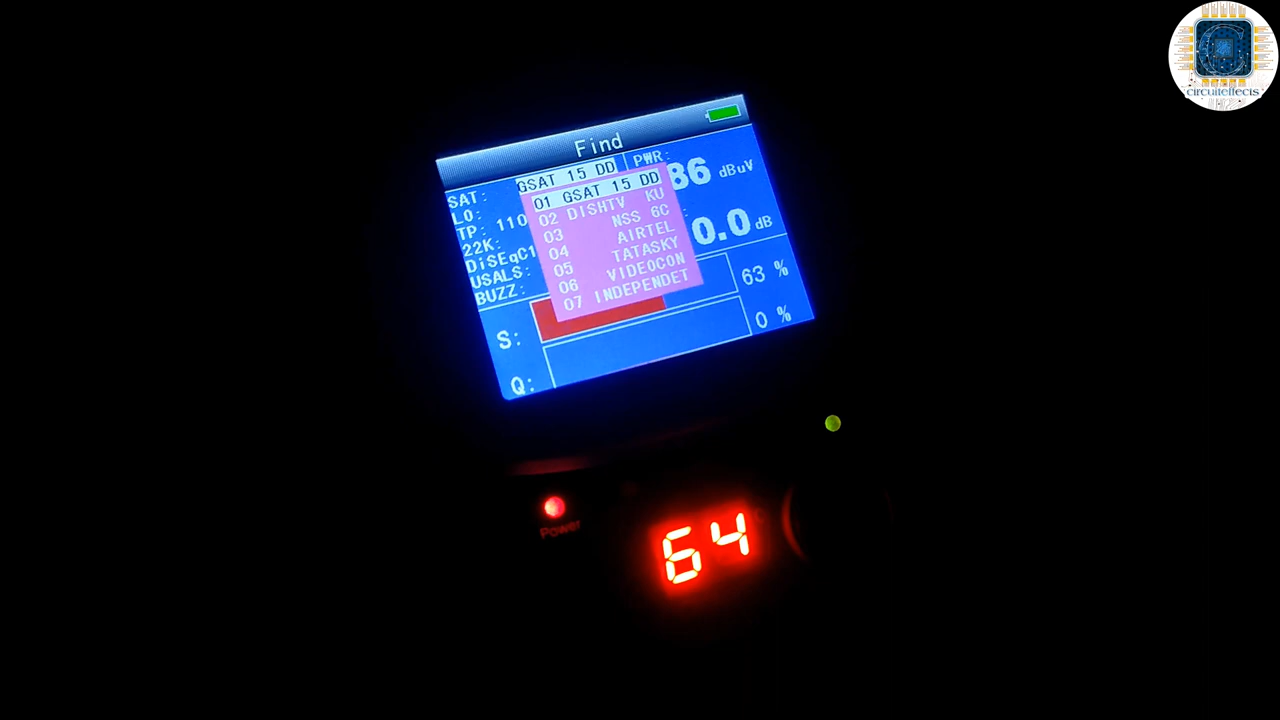 circuiteffects
Find
SAT: GSAT 15 DD
LO:
TP: 110
22K:
DiSEqC1
USALS:
BUZZ:
PWR:
86 dBuV
0.0 dB
01 GSAT 15 DD
02 DISHTV KU
03 NSS 6C
04 AIRTEL
05 TATASKY
06 VIDEOCON
07 INDEPENDET
S: 63 %
Q: 0 %
Power
64